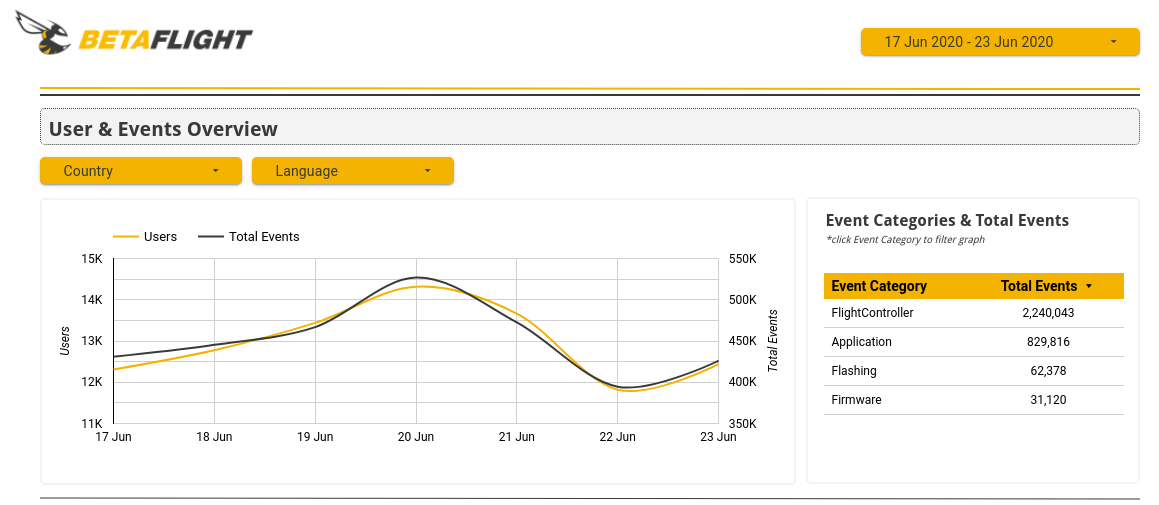 BETAFLIGHT
17 Jun 2020 - 23 Jun 2020
User & Events Overview
Country
Language
Users
Total Events
15K
14K
13K
12K
11K
Users
550K
500K
450K
400K
350K
Total Events
17 Jun
18 Jun
19 Jun
20 Jun
21 Jun
22 Jun
23 Jun
Event Categories & Total Events
*click Event Category to filter graph
Event Category Total Events
FlightController 2,240,043
Application 829,816
Flashing 62,378
Firmware 31,120